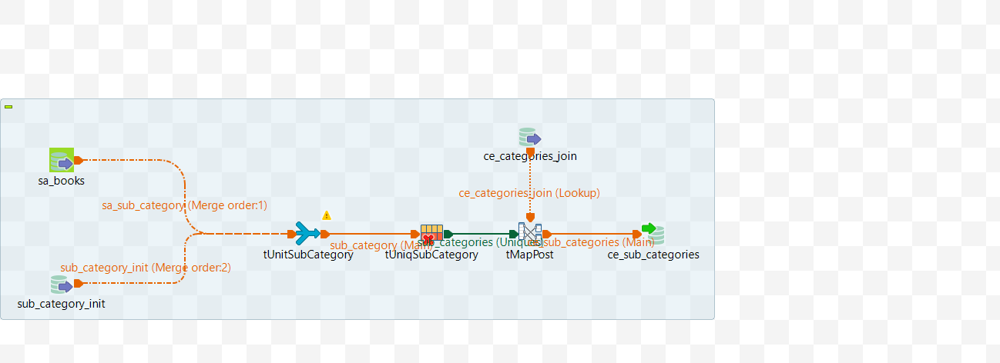 ce_categories_join
sa_books
ce_categories_join (Lookup)
sa_sub_category (Merge order:1)
sub_category (Main)
sub_categories (Uniques)
sub_categories (Main)
tUnitSubCategory
tUniqSubCategory
tMapPost
ce_sub_categories
sub_category_init (Merge order:2)
sub_category_init